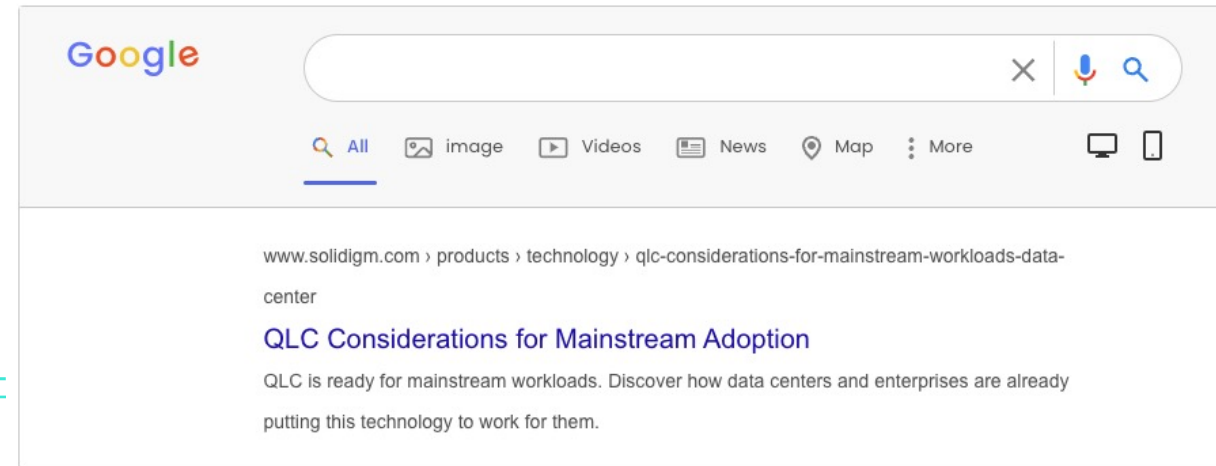 Google
All image Videos News Map More
www.solidigm.com › products › technology › qlc-considerations-for-mainstream-workloads-data-
center
QLC Considerations for Mainstream Adoption
QLC is ready for mainstream workloads. Discover how data centers and enterprises are already
putting this technology to work for them.